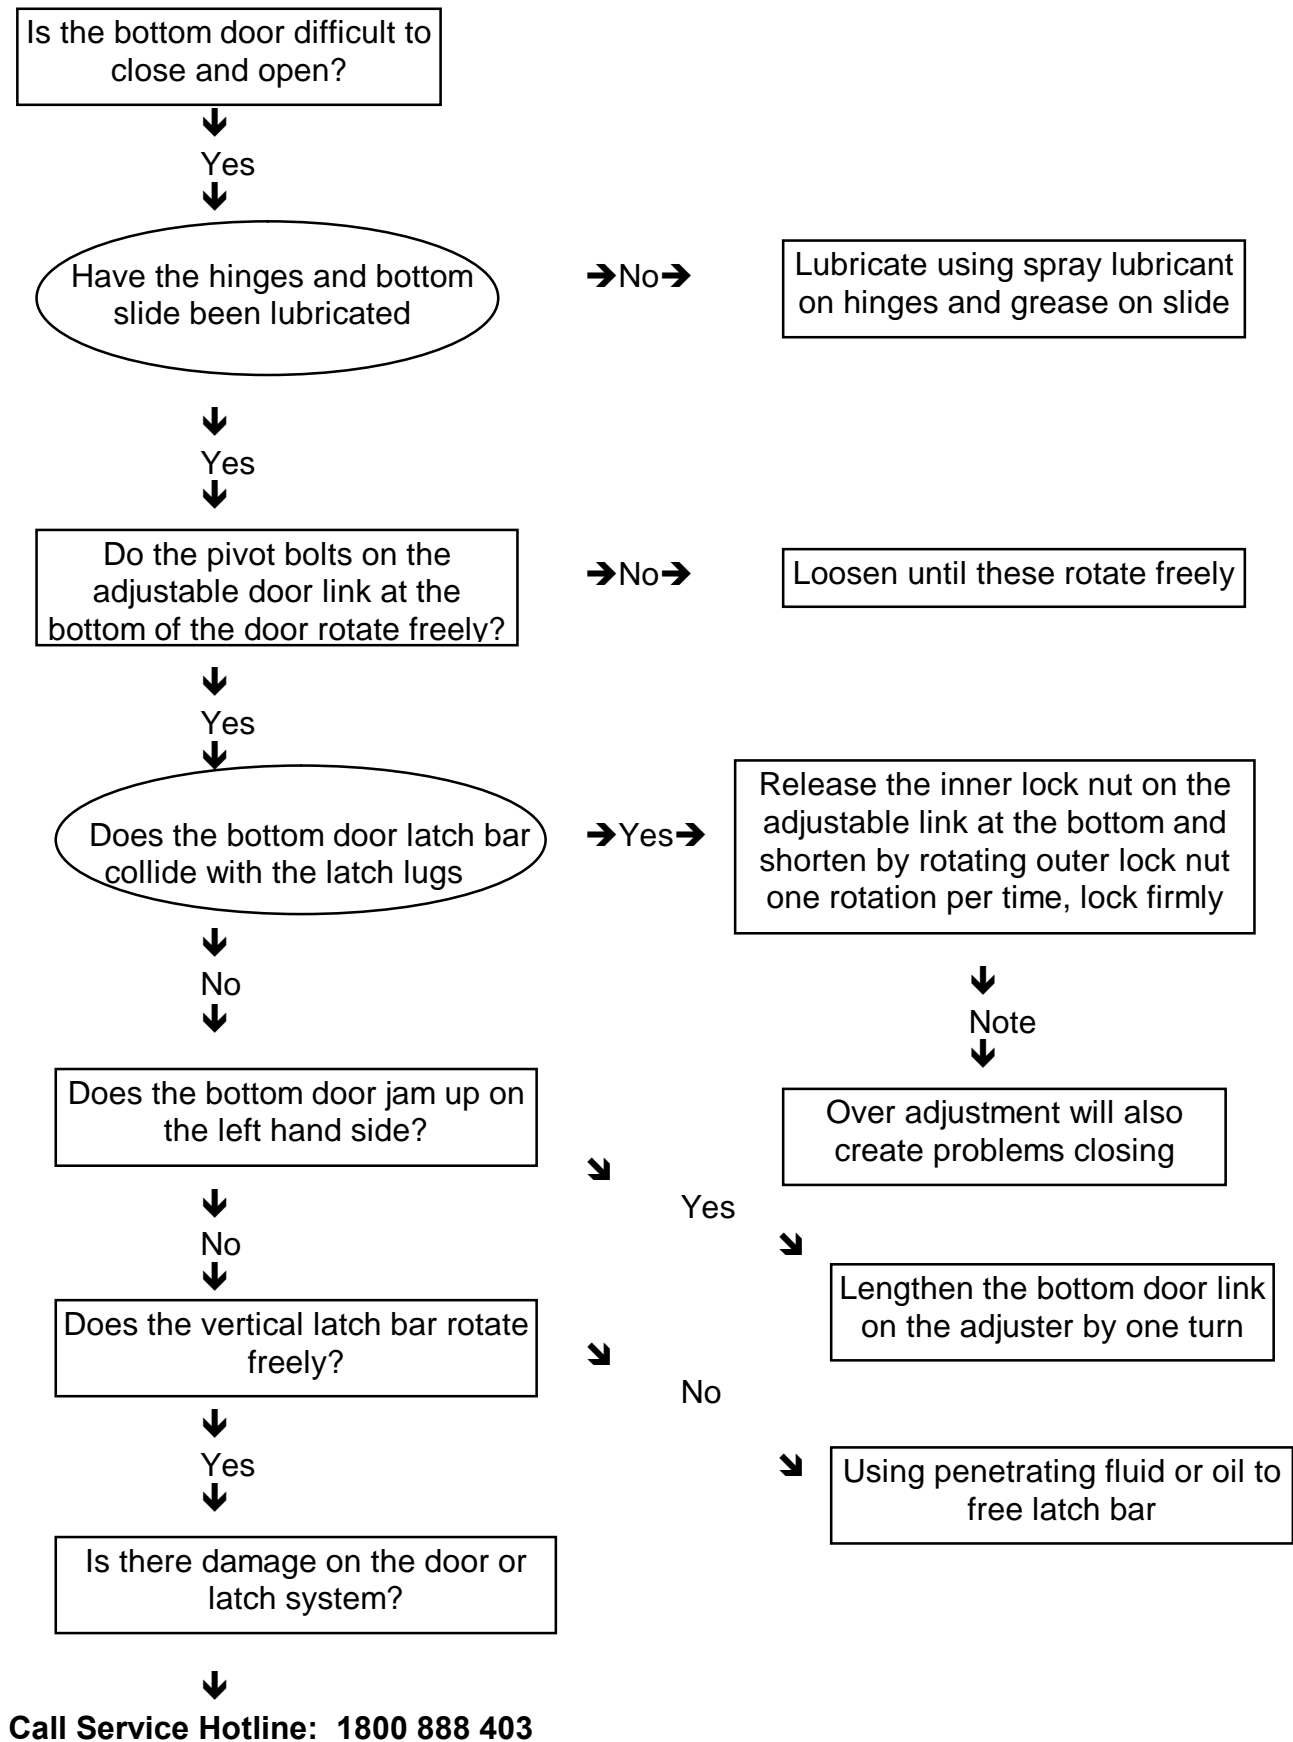 Is the bottom door difficult to
close and open?
Yes
Have the hinges and bottom
slide been lubricated
No
Lubricate using spray lubricant
on hinges and grease on slide
Yes
Do the pivot bolts on the
adjustable door link at the
bottom of the door rotate freely?
No
Loosen until these rotate freely
Yes
Does the bottom door latch bar
collide with the latch lugs
Yes
Release the inner lock nut on the
adjustable link at the bottom and
shorten by rotating outer lock nut
one rotation per time, lock firmly
No
Note
Does the bottom door jam up on
the left hand side?
Over adjustment will also
create problems closing
Yes
Lengthen the bottom door link
on the adjuster by one turn
No
Does the vertical latch bar rotate
freely?
No
Using penetrating fluid or oil to
free latch bar
Yes
Is there damage on the door or
latch system?
Call Service Hotline: 1800 888 403